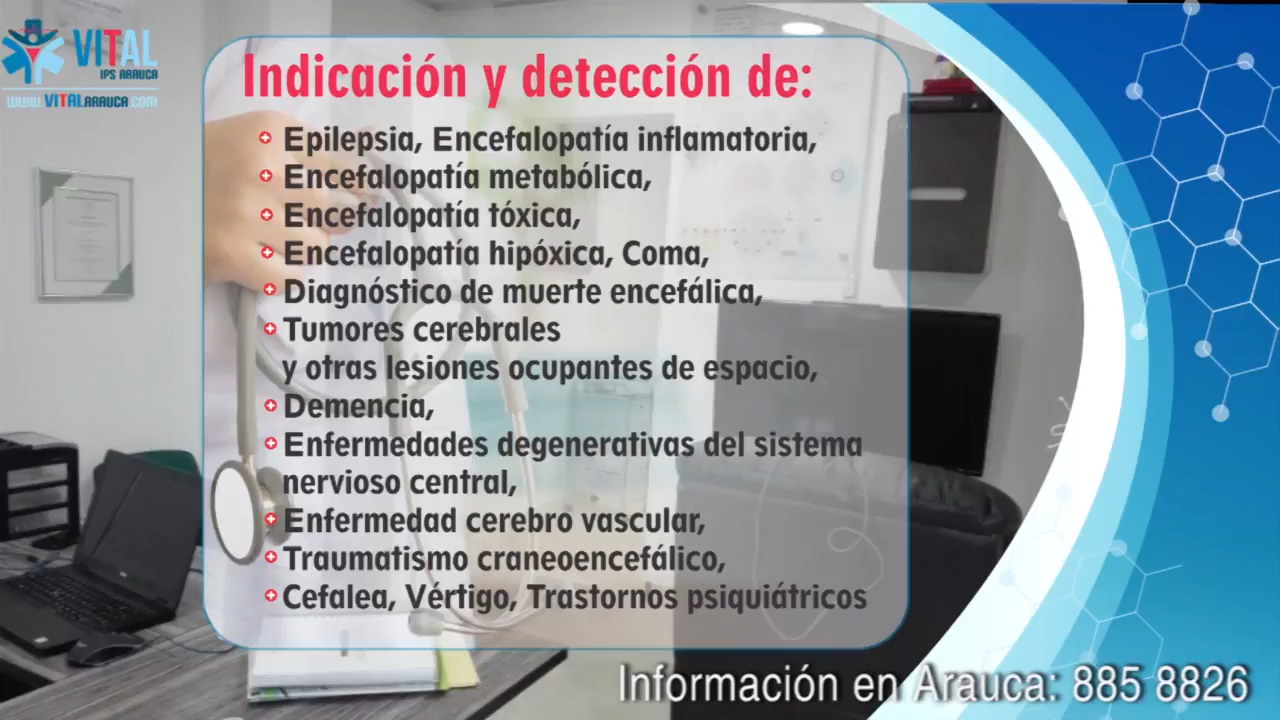 VITAL
IPS ARAUCA
www.VITALARAUCA.com
Indicación y detección de:
Epilepsia, Encefalopatía inflamatoria,
Encefalopatía metabólica,
Encefalopatía tóxica,
Encefalopatía hipóxica, Coma,
Diagnóstico de muerte encefálica,
Tumores cerebrales
y otras lesiones ocupantes de espacio,
Demencia,
Enfermedades degenerativas del sistema
nervioso central,
Enfermedad cerebro vascular,
Traumatismo craneoencefálico,
Cefalea, Vértigo, Trastornos psiquiátricos
Información en Arauca: 885 8826